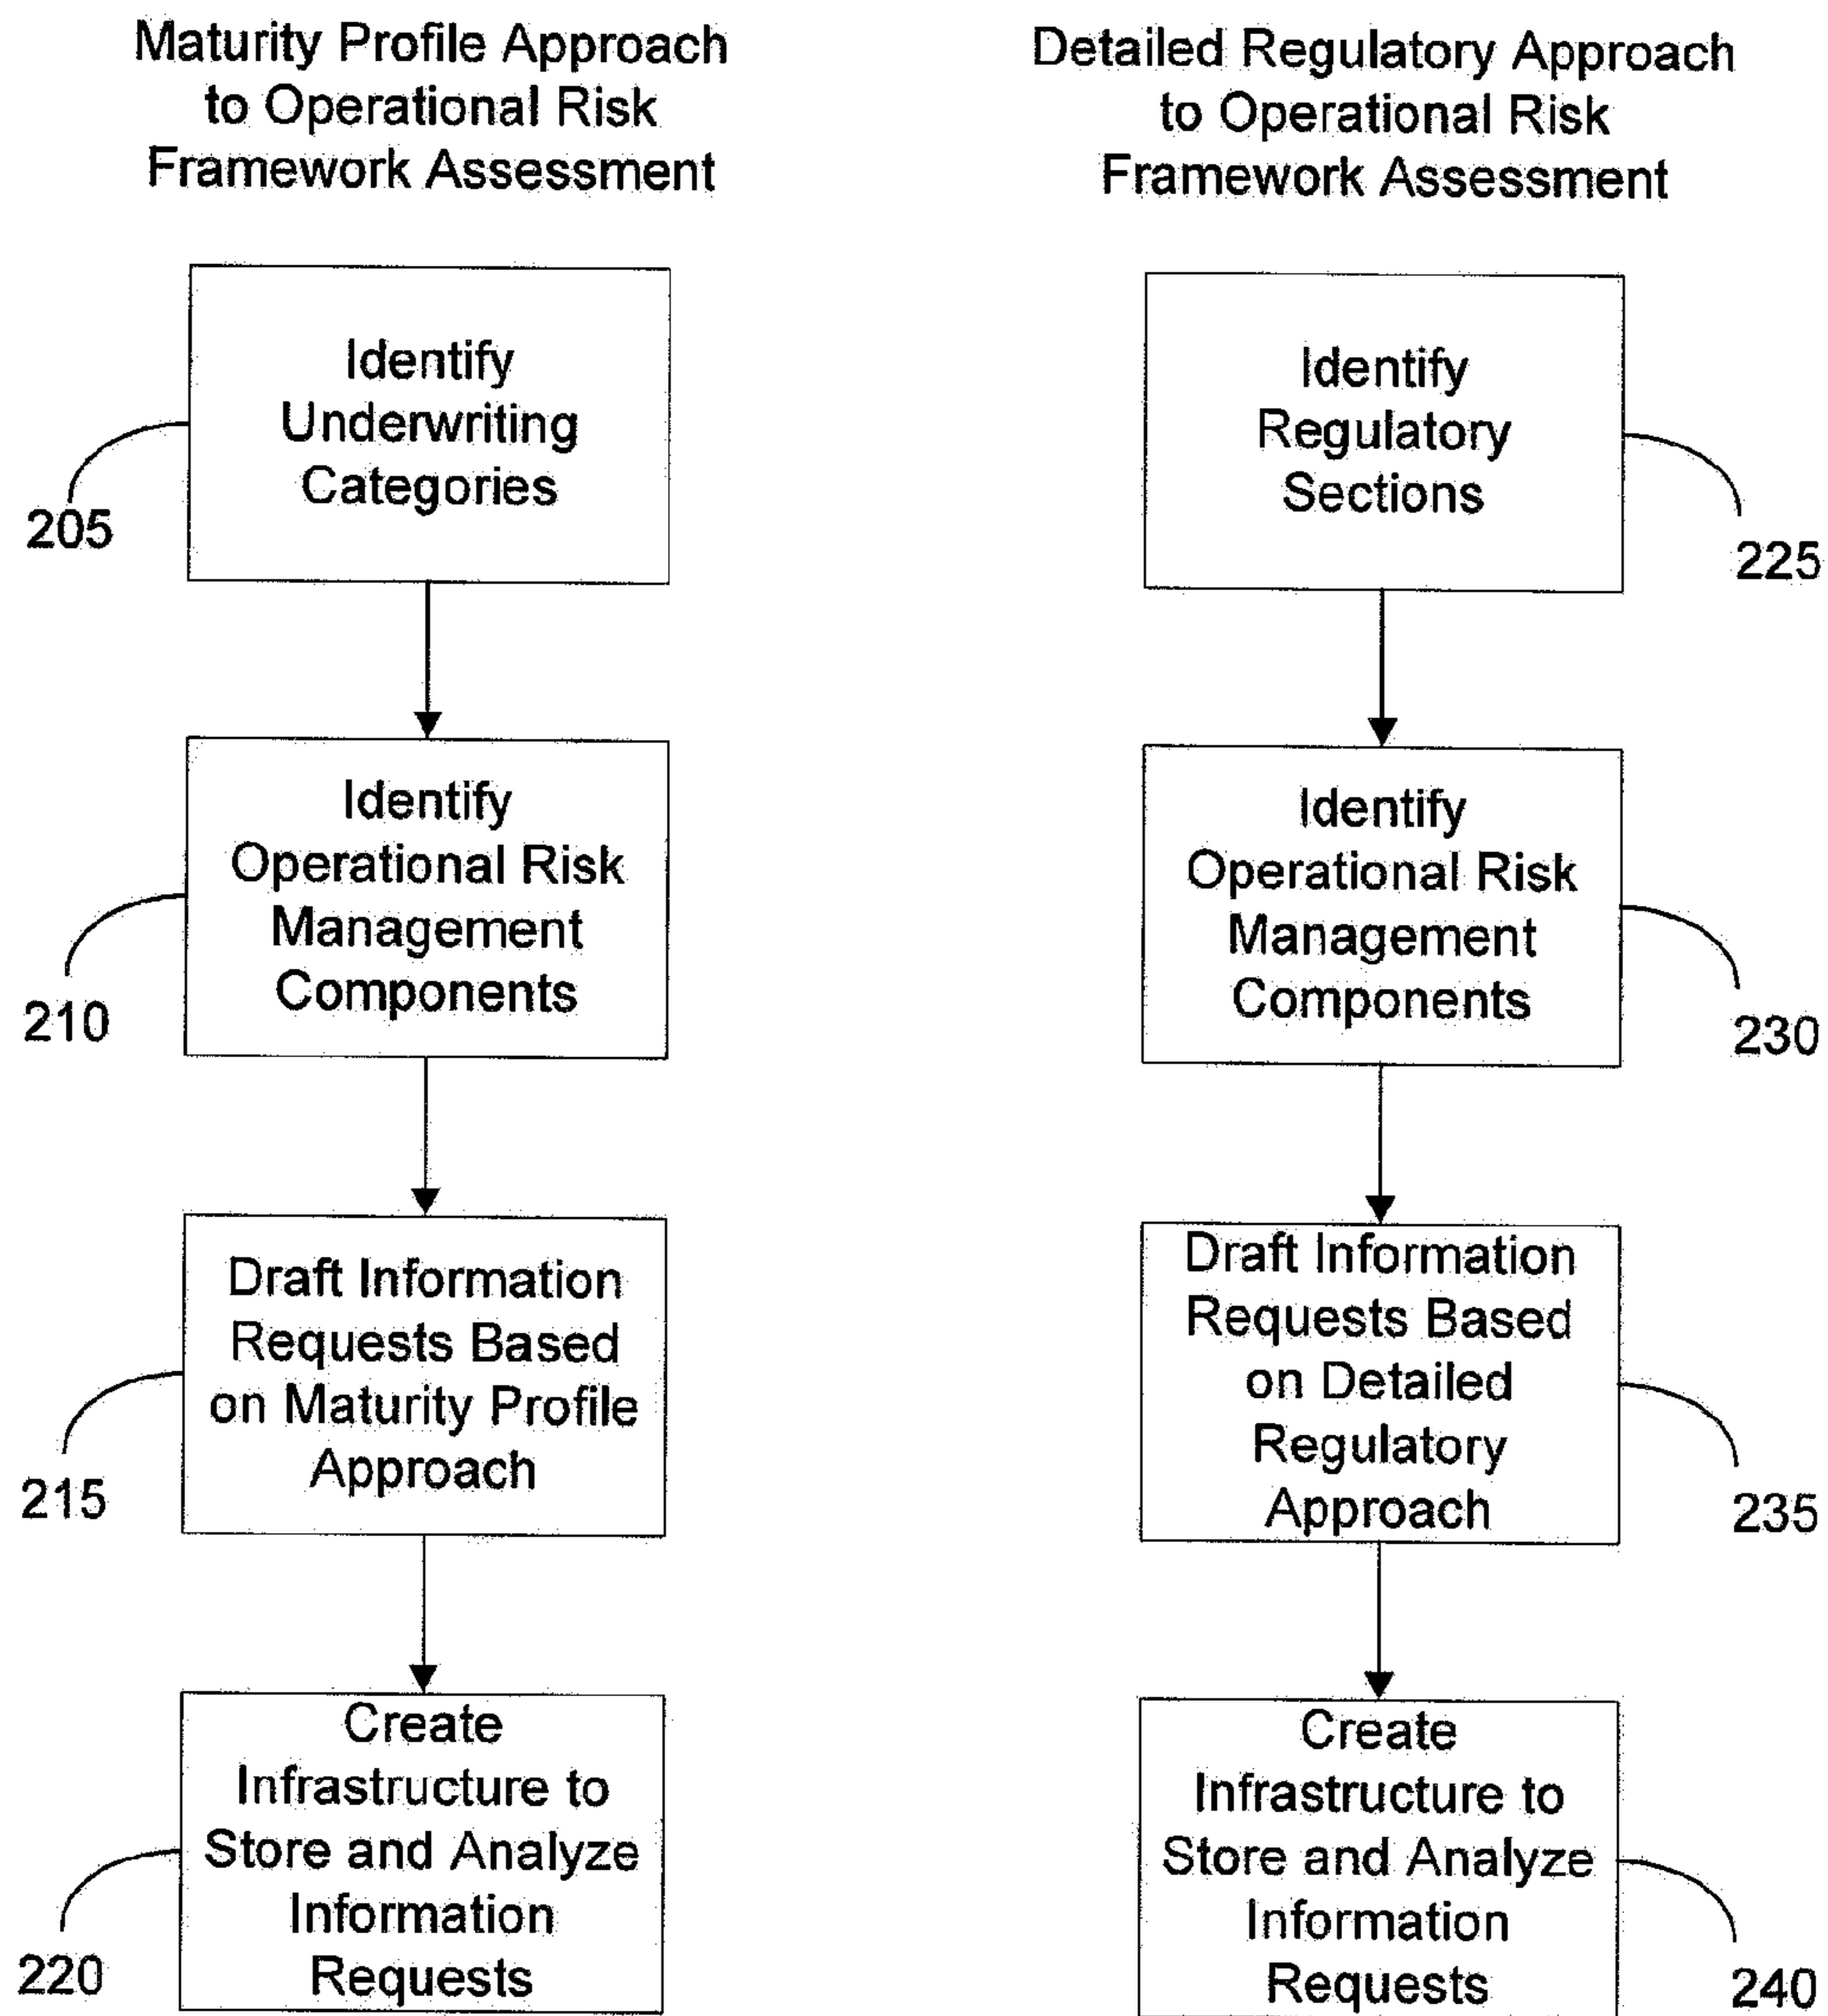 Maturity Profile Approach
to Operational Risk
Framework Assessment
Identify
Underwriting
Categories
205
Identify
Operational Risk
Management
Components
210
Draft Information
Requests Based
on Maturity Profile
Approach
215
Create
Infrastructure to
Store and Analyze
Information
Requests
220
Detailed Regulatory Approach
to Operational Risk
Framework Assessment
Identify
Regulatory
Sections
225
Identify
Operational Risk
Management
Components
230
Draft Information
Requests Based
on Detailed
Regulatory
Approach
235
Create
Infrastructure to
Store and Analyze
Information
Requests
240